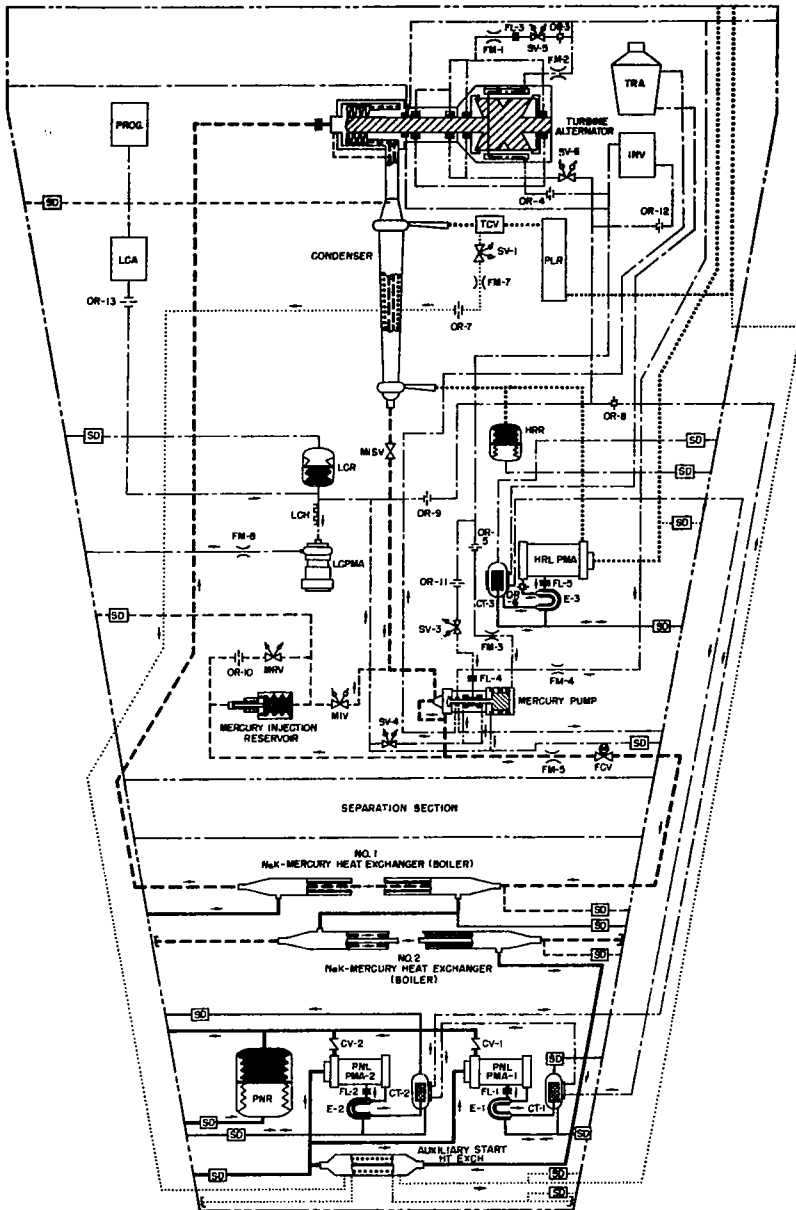 FL-3
OR-3
FM-1
SV-5
FM-2
TRA
PROG.
TURBINE
ALTERNATOR
INV
SV-6
SD
OR-4
OR-12
TCV
LCA
CONDENSER
SV-1
PLR
OR-13
FM-7
OR-7
OR-8
SD
HRR
MISV
LCR
SD
SD
LCH
OR-9
OR-5
FM-8
HRL PMA
LCPMA
OR-11
FL-5
CT-3
E-3
SD
SV-3
SD
FM-3
OR-10
MRV
FL-4
FM-4
MERCURY PUMP
MERCURY INJECTION
RESERVOIR
MIV
SV-4
SD
FM-5
FCV
SEPARATION SECTION
NO. 1
NaK-MERCURY HEAT EXCHANGER (BOILER)
SD
SD
SD
NO.2
NaK-MERCURY HEAT EXCHANGER
(BOILER)
SD
CV-2
CV-1
SD
PNR
PNL
PMA-2
PNL
PMA-1
FL-2
CT-2
FL-1
E-2
E-1
CT-1
SD
SD
SD
AUXILIARY START
HT EXCH
SD
SD
SD